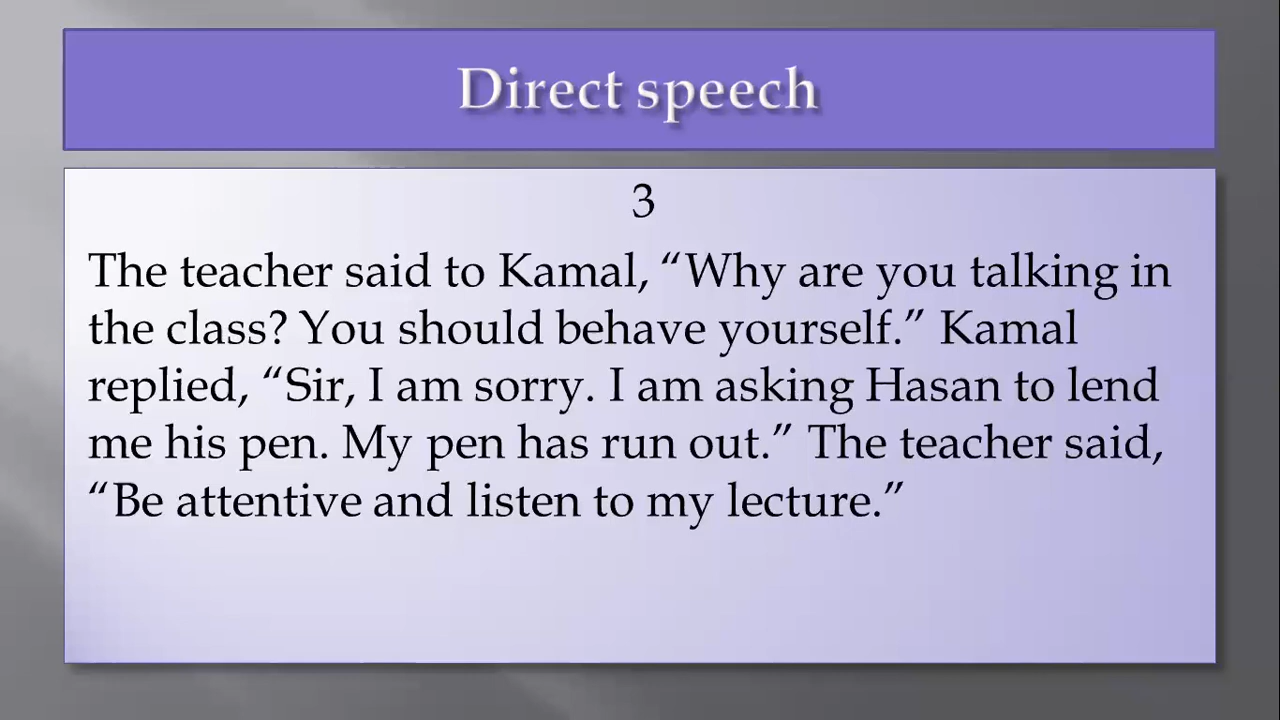 Direct speech
3
The teacher said to Kamal, “Why are you talking in
the class? You should behave yourself.” Kamal
replied, “Sir, I am sorry. I am asking Hasan to lend
me his pen. My pen has run out.” The teacher said,
“Be attentive and listen to my lecture.”